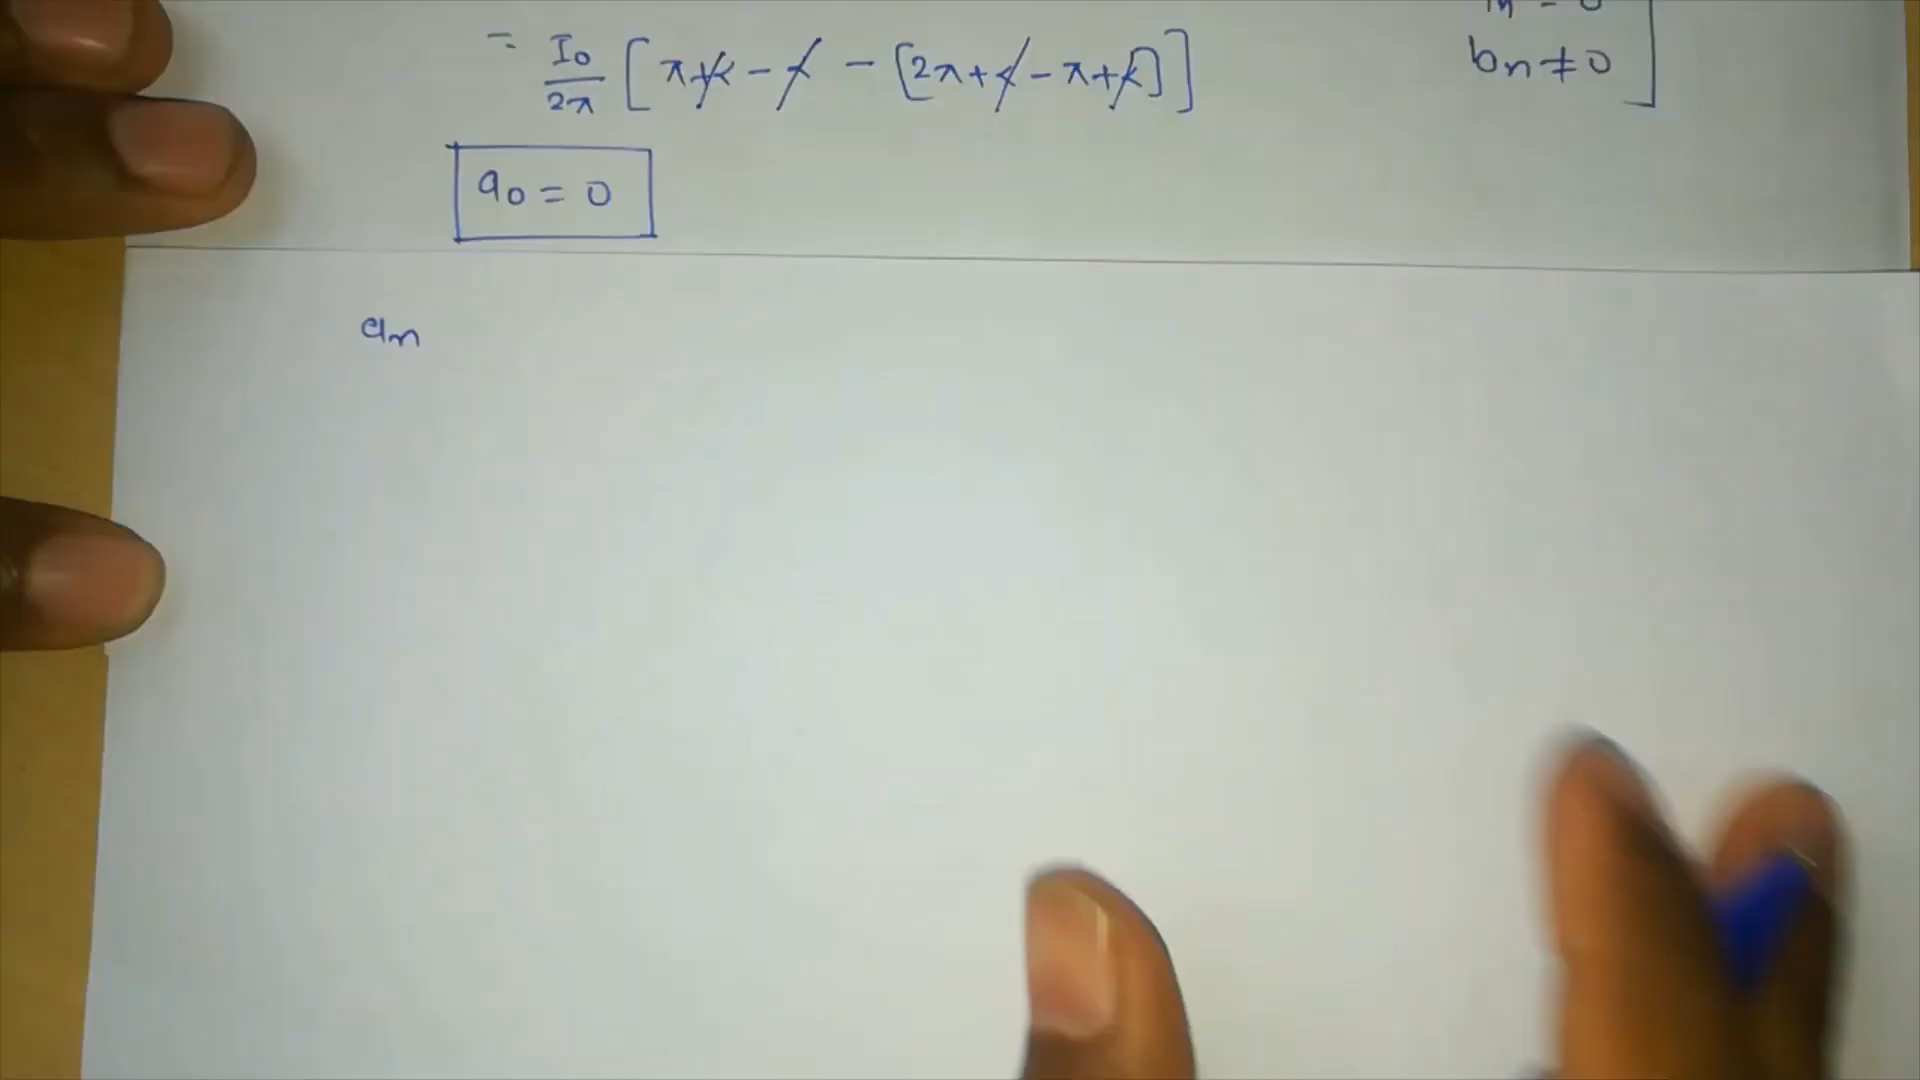 = I0/2π [π+α-α - [2π+α-π+α]]
bn≠0
a0 = 0
an